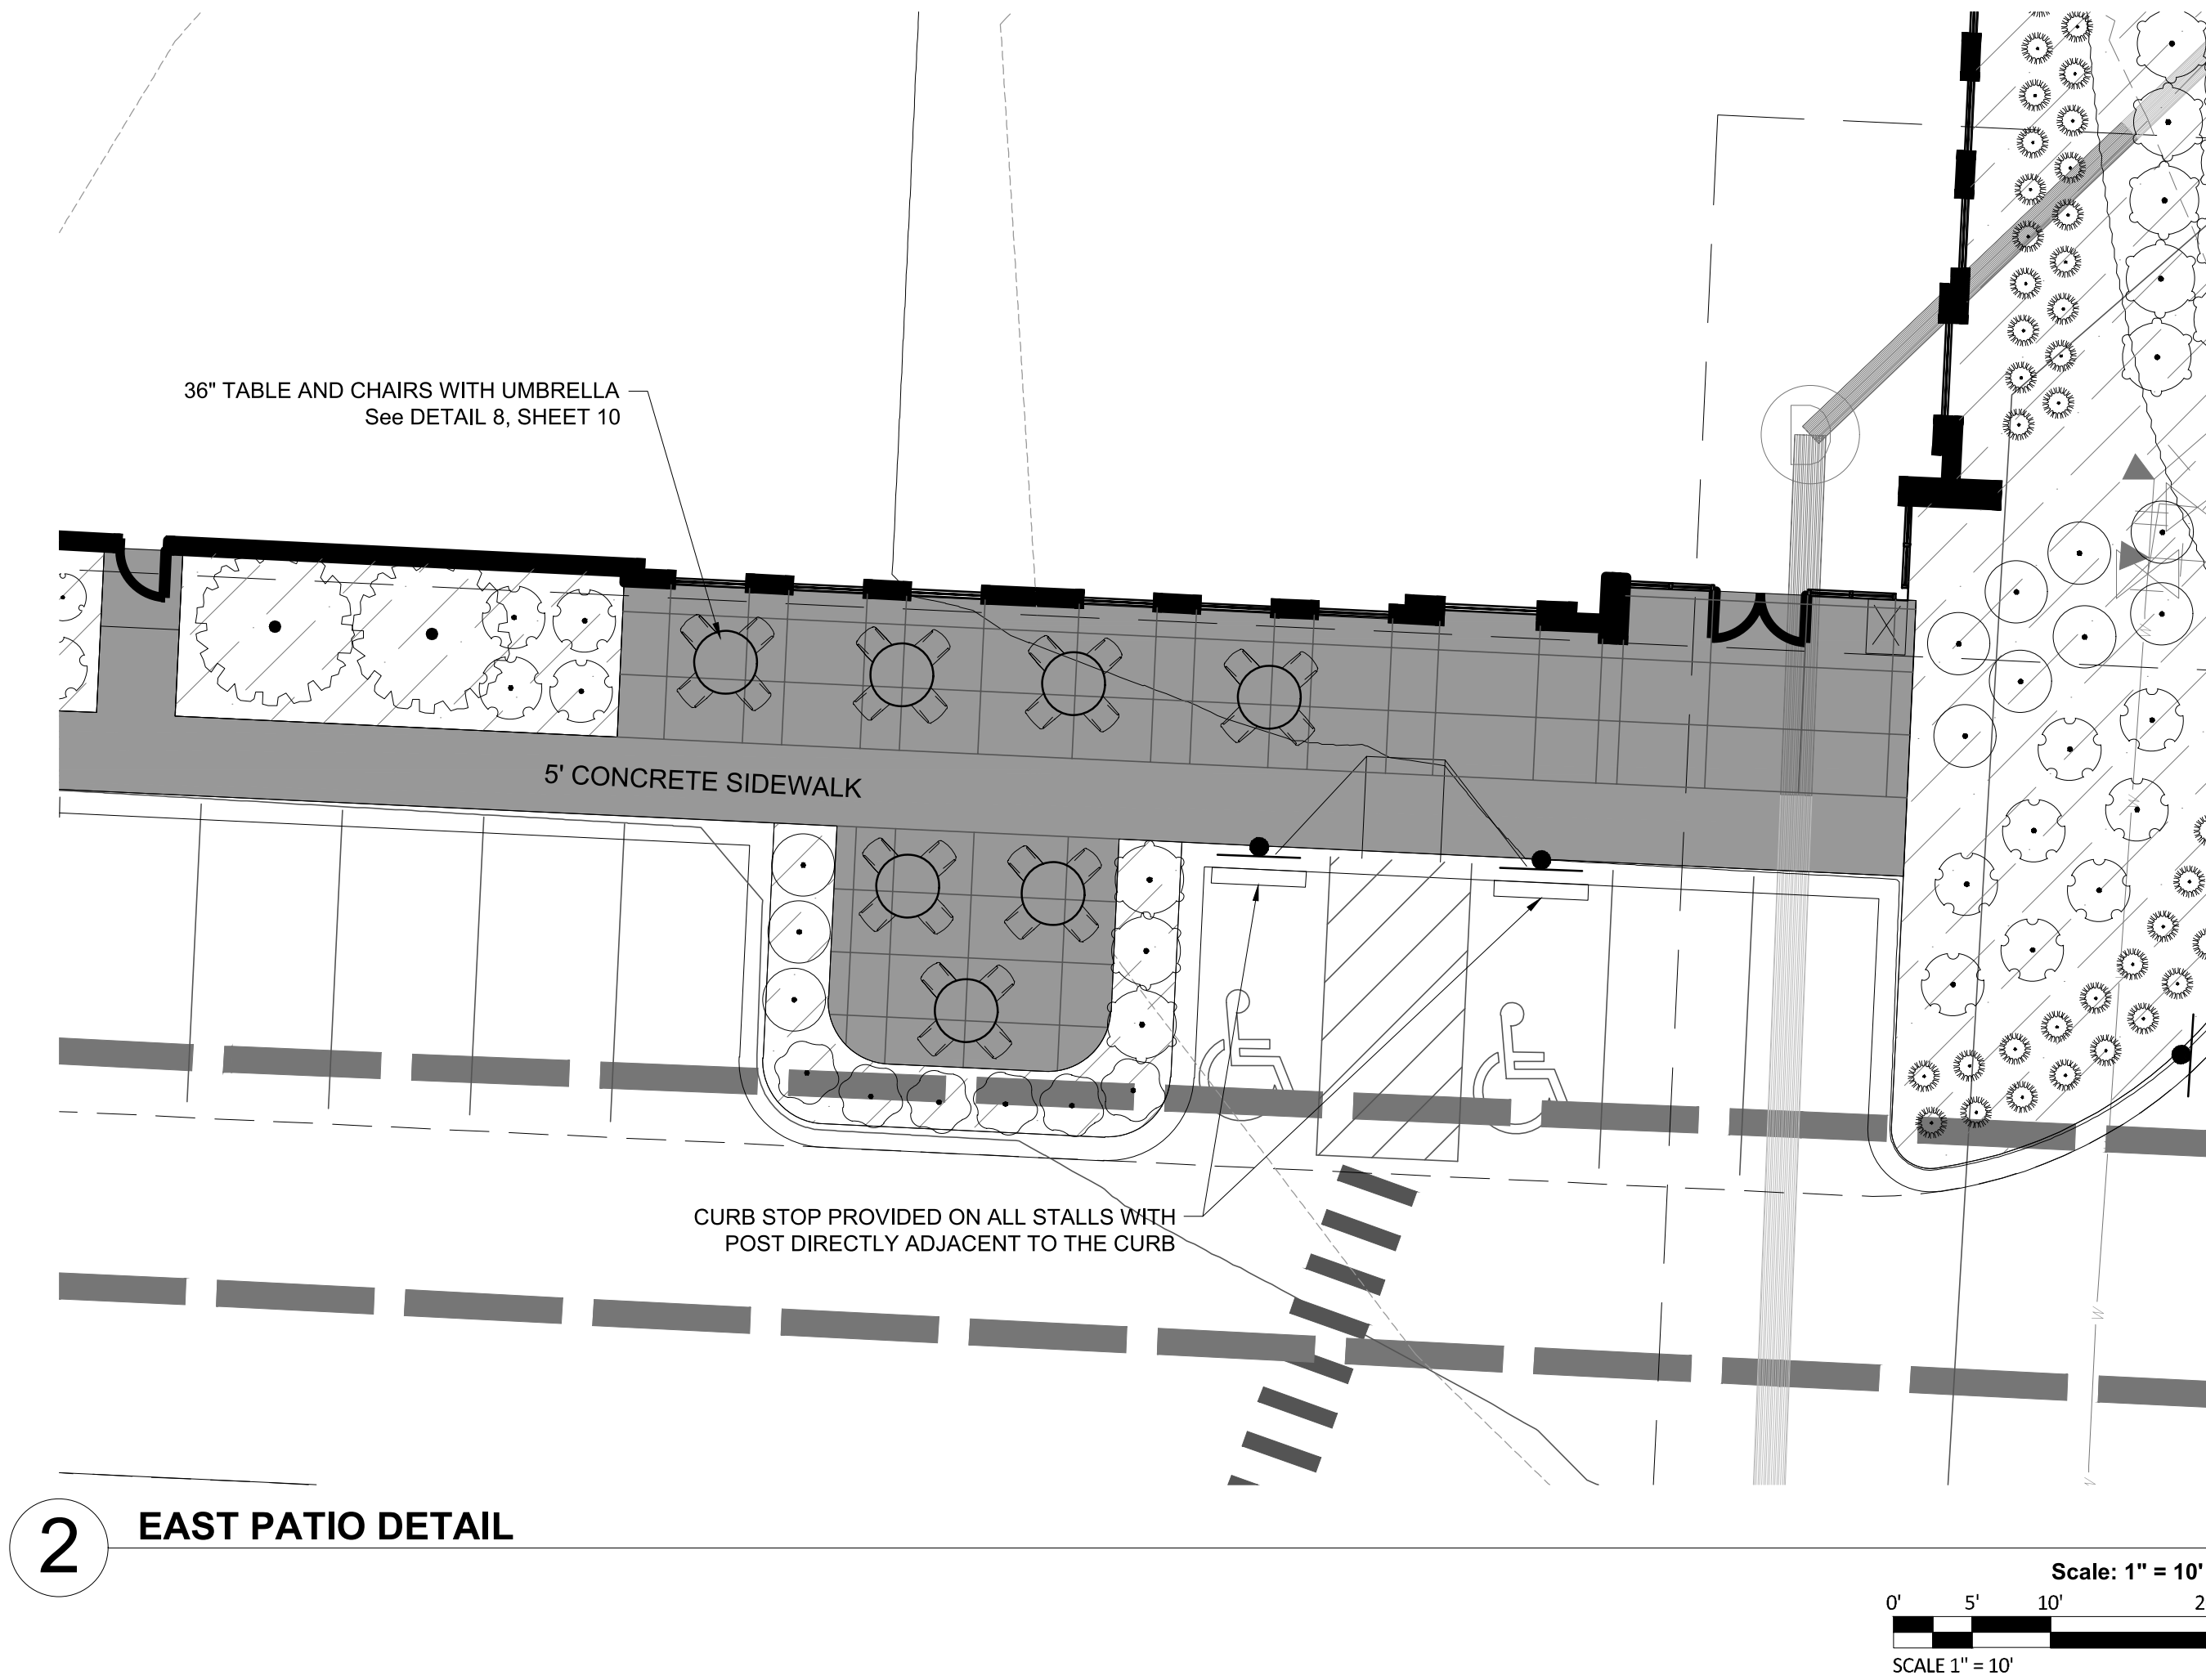 36" TABLE AND CHAIRS WITH UMBRELLA
See DETAIL 8, SHEET 10
5' CONCRETE SIDEWALK
CURB STOP PROVIDED ON ALL STALLS WITH
POST DIRECTLY ADJACENT TO THE CURB
2
EAST PATIO DETAIL
Scale: 1" = 10'
0' 5' 10' 2
SCALE 1" = 10'